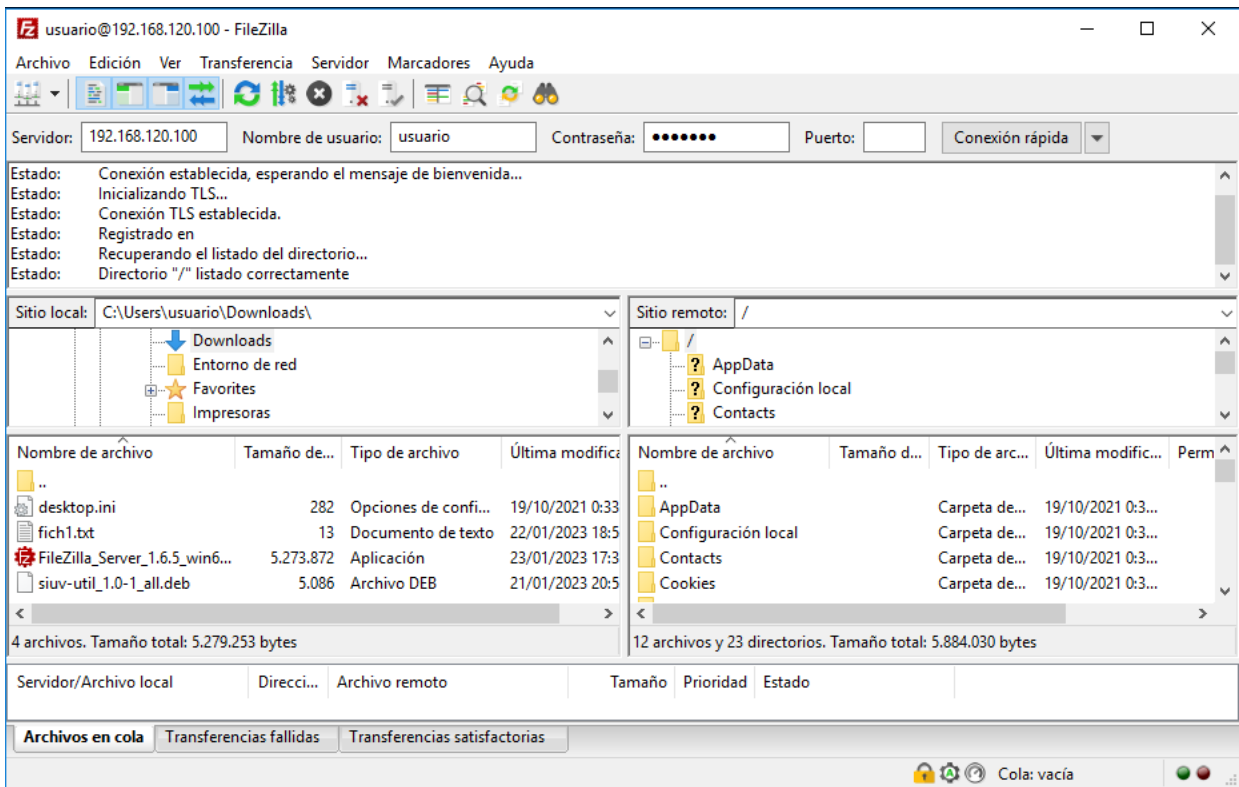 usuario@192.168.120.100 - FileZilla
Archivo Edición Ver Transferencia Servidor Marcadores Ayuda
Servidor: 192.168.120.100 Nombre de usuario: usuario Contraseña: ●●●●●●● Puerto: Conexión rápida
Estado: Conexión establecida, esperando el mensaje de bienvenida...
Estado: Inicializando TLS...
Estado: Conexión TLS establecida.
Estado: Registrado en
Estado: Recuperando el listado del directorio...
Estado: Directorio "/" listado correctamente
Sitio local: C:\Users\usuario\Downloads\
Downloads
Entorno de red
Favorites
Impresoras
Sitio remoto: /
/
AppData
Configuración local
Contacts
Nombre de archivo Tamaño de... Tipo de archivo Última modifica
..
desktop.ini 282 Opciones de confi... 19/10/2021 0:33
fich1.txt 13 Documento de texto 22/01/2023 18:5
FileZilla_Server_1.6.5_win6... 5.273.872 Aplicación 23/01/2023 17:3
siuv-util_1.0-1_all.deb 5.086 Archivo DEB 21/01/2023 20:5
4 archivos. Tamaño total: 5.279.253 bytes
Nombre de archivo Tamaño d... Tipo de arc... Última modific... Perm
..
AppData Carpeta de... 19/10/2021 0:3...
Configuración local Carpeta de... 19/10/2021 0:3...
Contacts Carpeta de... 19/10/2021 0:3...
Cookies Carpeta de... 19/10/2021 0:3...
12 archivos y 23 directorios. Tamaño total: 5.884.030 bytes
Servidor/Archivo local Direcci... Archivo remoto Tamaño Prioridad Estado
Archivos en cola Transferencias fallidas Transferencias satisfactorias
Cola: vacía